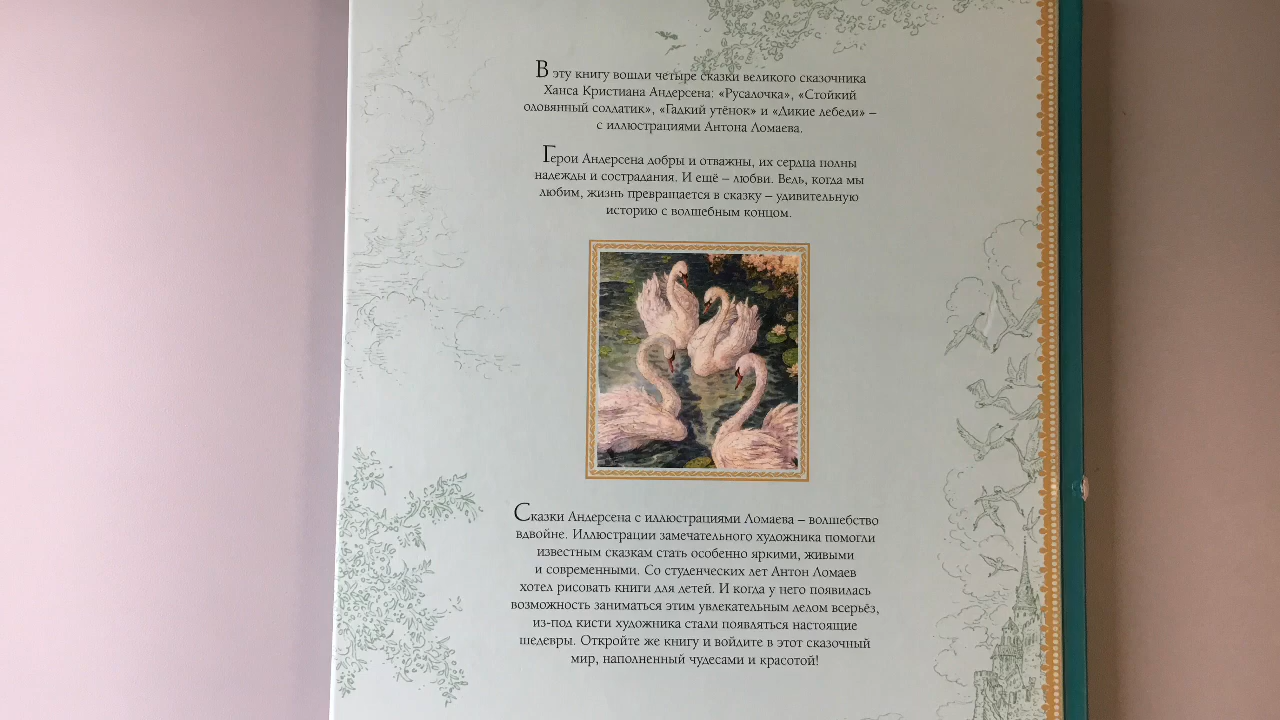 В эту книгу вошли четыре сказки великого сказочника
Ханса Кристиана Андерсена: «Русалочка», «Стойкий
оловянный солдатик», «Гадкий утёнок» и «Дикие лебеди» –
с иллюстрациями Антона Ломаева.
Герои Андерсена добры и отважны, их сердца полны
надежды и сострадания. И ещё – любви. Ведь, когда мы
любим, жизнь превращается в сказку – удивительную
историю с волшебным концом.
Сказки Андерсена с иллюстрациями Ломаева – волшебство
вдвойне. Иллюстрации замечательного художника помогли
известным сказкам стать особенно яркими, живыми
и современными. Со студенческих лет Антон Ломаев
хотел рисовать книги для детей. И когда у него появилась
возможность заниматься этим увлекательным делом всерьёз,
из-под кисти художника стали появляться настоящие
шедевры. Откройте же книгу и войдите в этот сказочный
мир, наполненный чудесами и красотой!